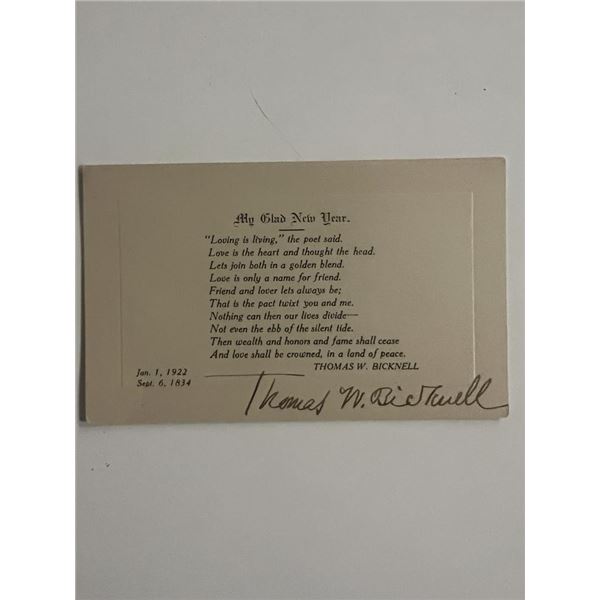 My Glad New Year.
"Loving is living," the poet said.
Love is the heart and thought the head.
Lets join both in a golden blend.
Love is only a name for friend.
Friend and lover lets always be;
That is the pact twixt you and me.
Nothing can then our lives divide—
Not even the ebb of the silent tide.
Then wealth and honors and fame shall cease
And love shall be crowned, in a land of peace.
THOMAS W. BICKNELL
Jan. 1, 1922
Sept. 6, 1834
Thomas W. Bicknell